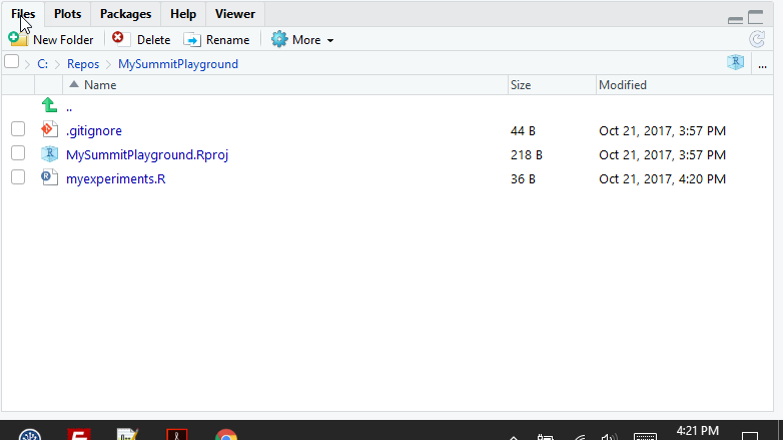 Files Plots Packages Help Viewer
New Folder Delete Rename More
C: Repos MySummitPlayground R ...
Name Size Modified
..
.gitignore 44 B Oct 21, 2017, 3:57 PM
MySummitPlayground.Rproj 218 B Oct 21, 2017, 3:57 PM
myexperiments.R 36 B Oct 21, 2017, 4:20 PM
4:21 PM